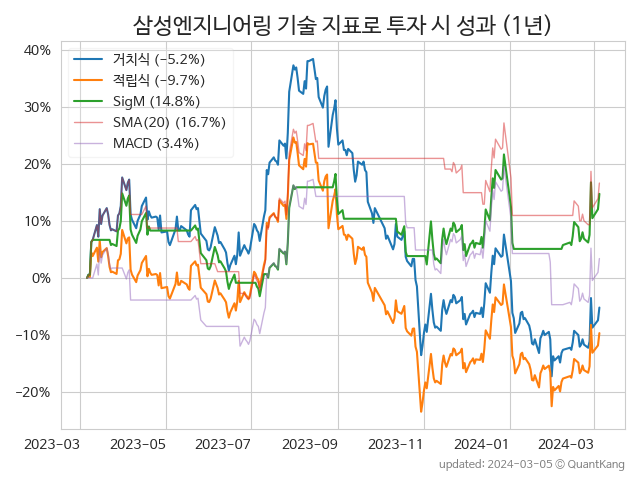 삼성엔지니어링 기술 지표로 투자 시 성과 (1년)
거치식 (−5.2%)
적립식 (−9.7%)
SigM (14.8%)
SMA(20) (16.7%)
MACD (3.4%)
40%
30%
20%
10%
0%
−10%
−20%
2023-03 2023-05 2023-07 2023-09 2023-11 2024-01 2024-03
updated: 2024-03-05 © QuantKang